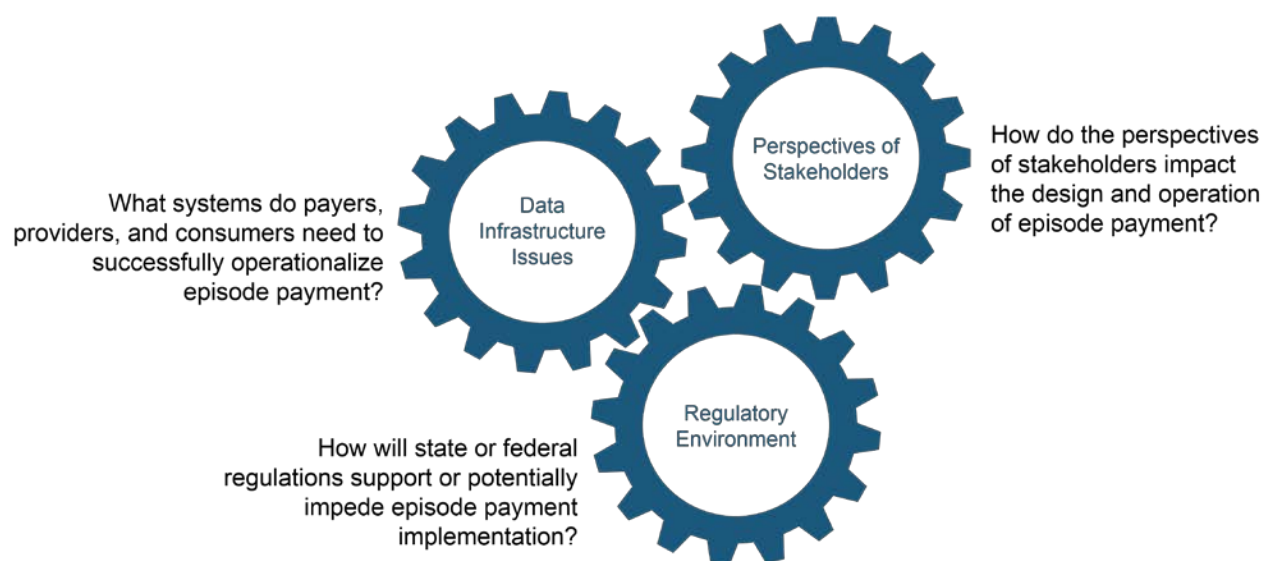 Perspectives of
Stakeholders
How do the perspectives
of stakeholders impact
the design and operation
of episode payment?
Data
Infrastructure
Issues
What systems do payers,
providers, and consumers need to
successfully operationalize
episode payment?
Regulatory
Environment
How will state or federal
regulations support or potentially
impede episode payment
implementation?